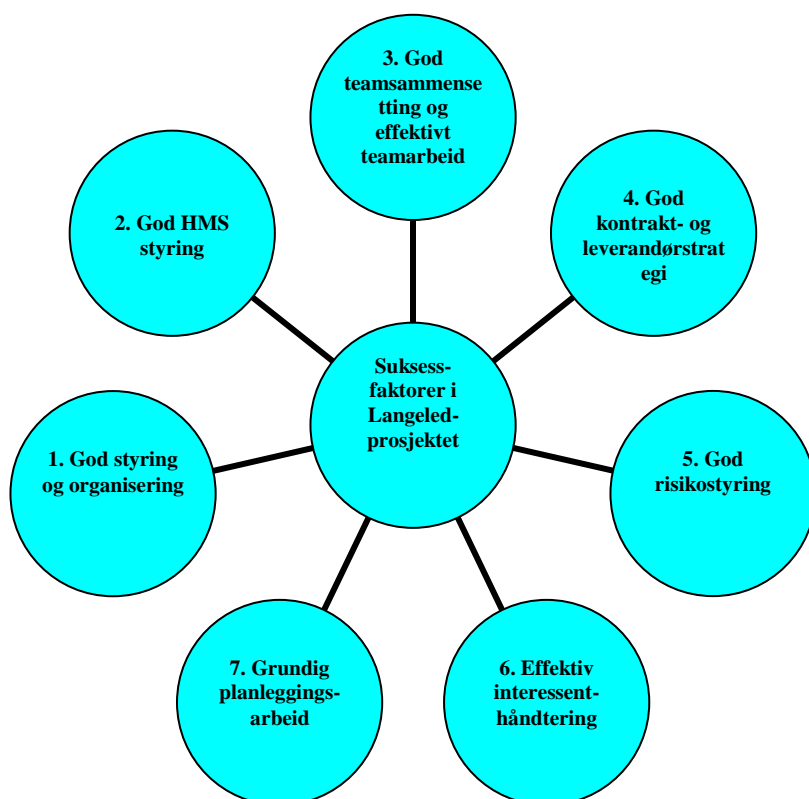 3. God
teamsammense
tting og
effektivt
teamarbeid
2. God HMS
styring
4. God
kontrakt- og
leverandørstrat
egi
Suksess-
faktorer i
Langeled-
prosjektet
1. God styring
og organisering
5. God
risikostyring
7. Grundig
planleggings-
arbeid
6. Effektiv
interessent-
håndtering